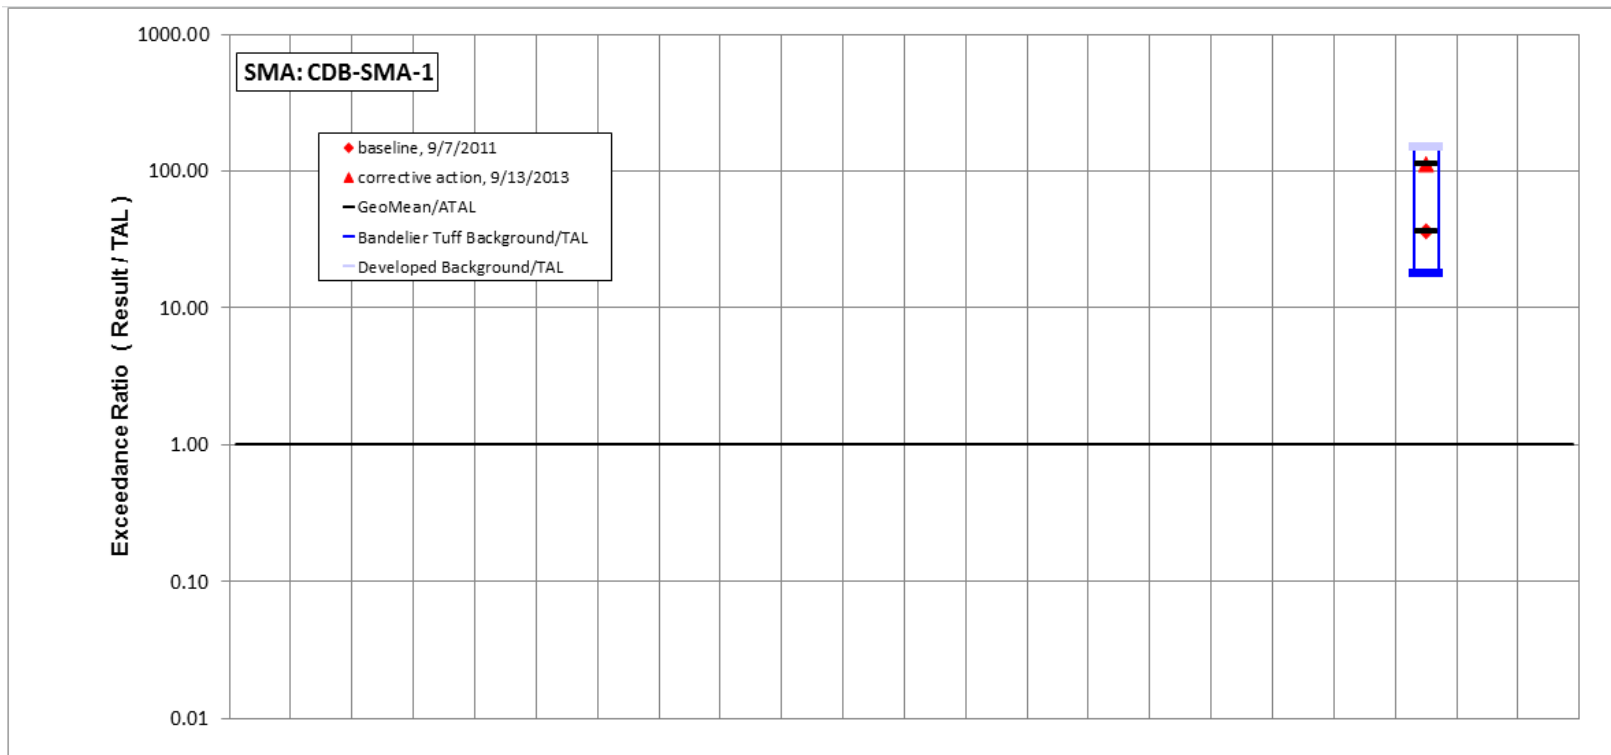 1000.00
SMA: CDB-SMA-1
baseline, 9/7/2011
100.00
corrective action, 9/13/2013
GeoMean/ATAL
Bandelier Tuff Background/TAL
Developed Background/TAL
10.00
Exceedance Ratio ( Result / TAL )
1.00
0.10
0.01